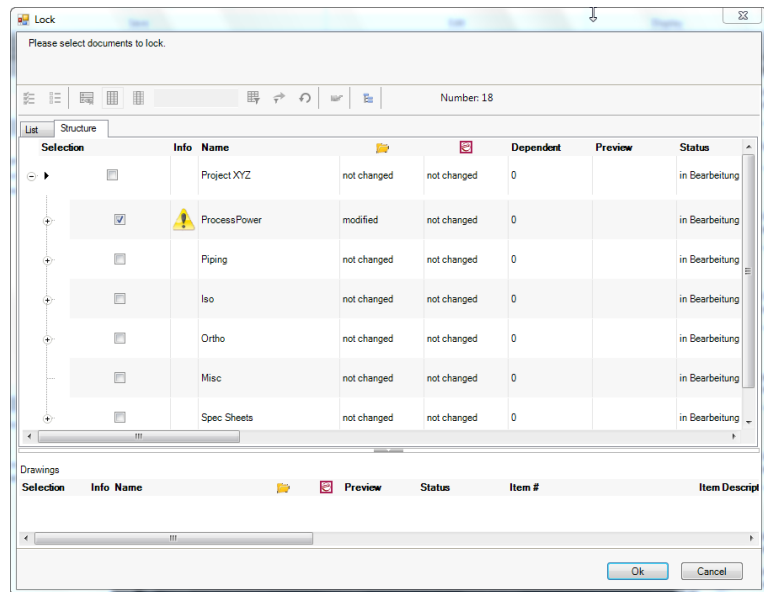 Lock
Please select documents to lock.
Number: 18
List Structure
Selection Info Name Dependent Preview Status
Project XYZ not changed not changed 0 in Bearbeitung
ProcessPower modified not changed 0 in Bearbeitung
Piping not changed not changed 0 in Bearbeitung
Iso not changed not changed 0 in Bearbeitung
Ortho not changed not changed 0 in Bearbeitung
Misc not changed not changed 0 in Bearbeitung
Spec Sheets not changed not changed 0 in Bearbeitung
Drawings
Selection Info Name Preview Status Item # Item Descript
Ok Cancel